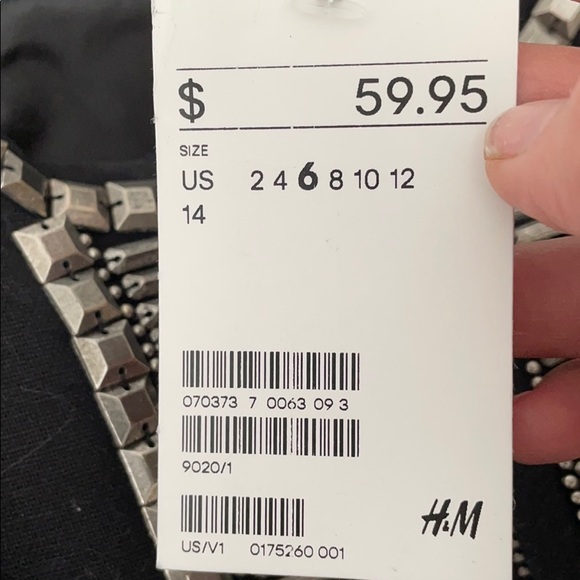 $ 59.95
SIZE
US 2 4 6 8 10 12
14
070373 7 0063 09 3
9020/1
H&M
US/V1 0175260 001